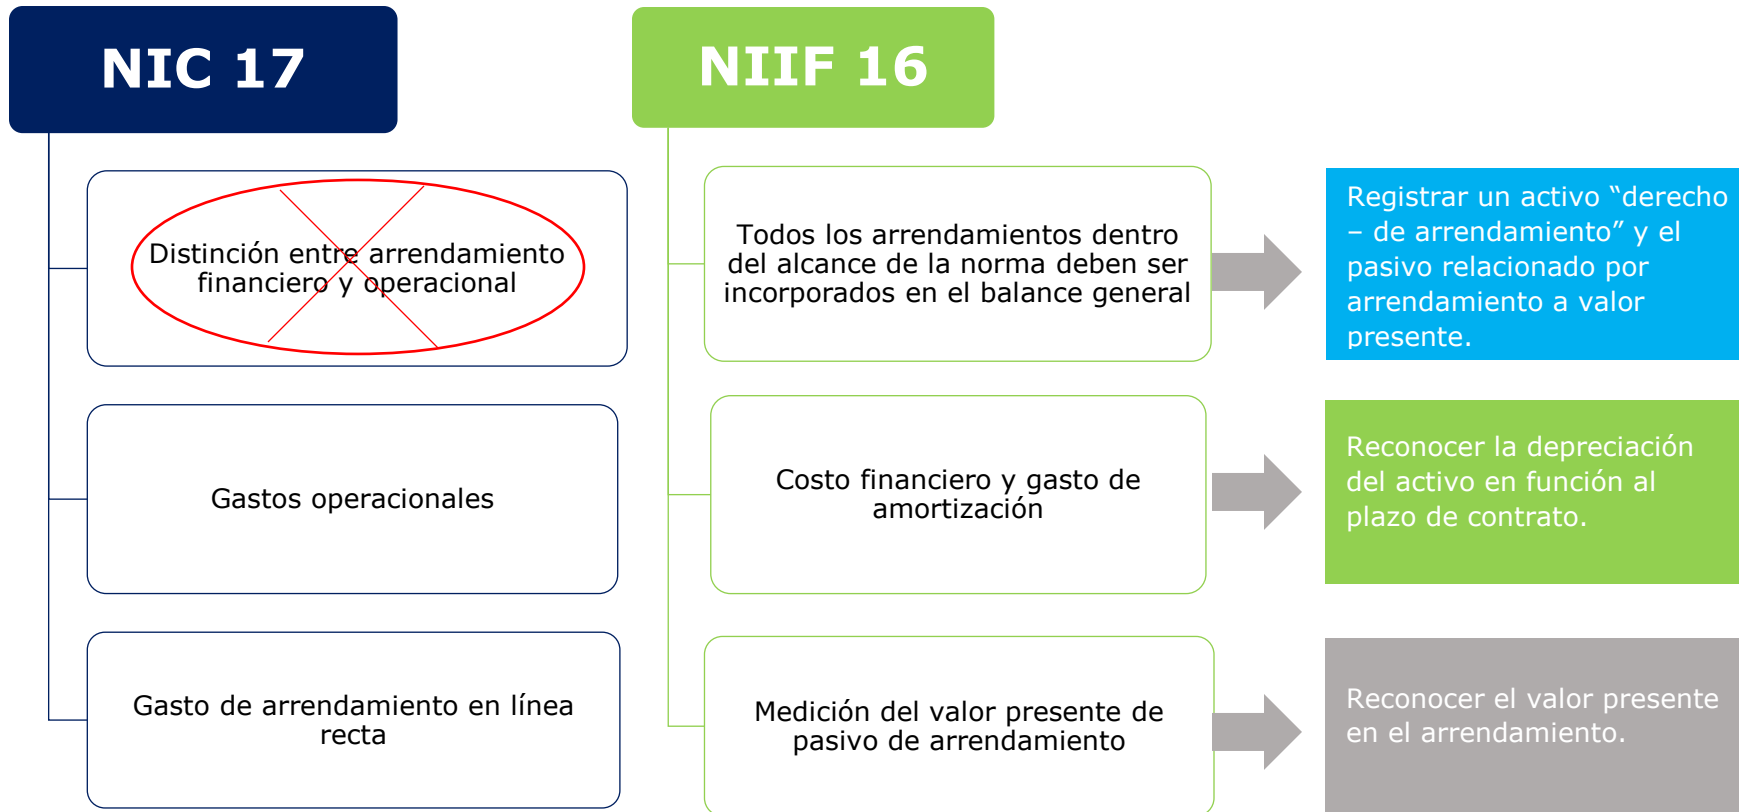 NIC 17
Distinción entre arrendamiento
financiero y operacional
Gastos operacionales
Gasto de arrendamiento en línea
recta
NIIF 16
Todos los arrendamientos dentro
del alcance de la norma deben ser
incorporados en el balance general
Registrar un activo “derecho
– de arrendamiento” y el
pasivo relacionado por
arrendamiento a valor
presente.
Costo financiero y gasto de
amortización
Reconocer la depreciación
del activo en función al
plazo de contrato.
Medición del valor presente de
pasivo de arrendamiento
Reconocer el valor presente
en el arrendamiento.